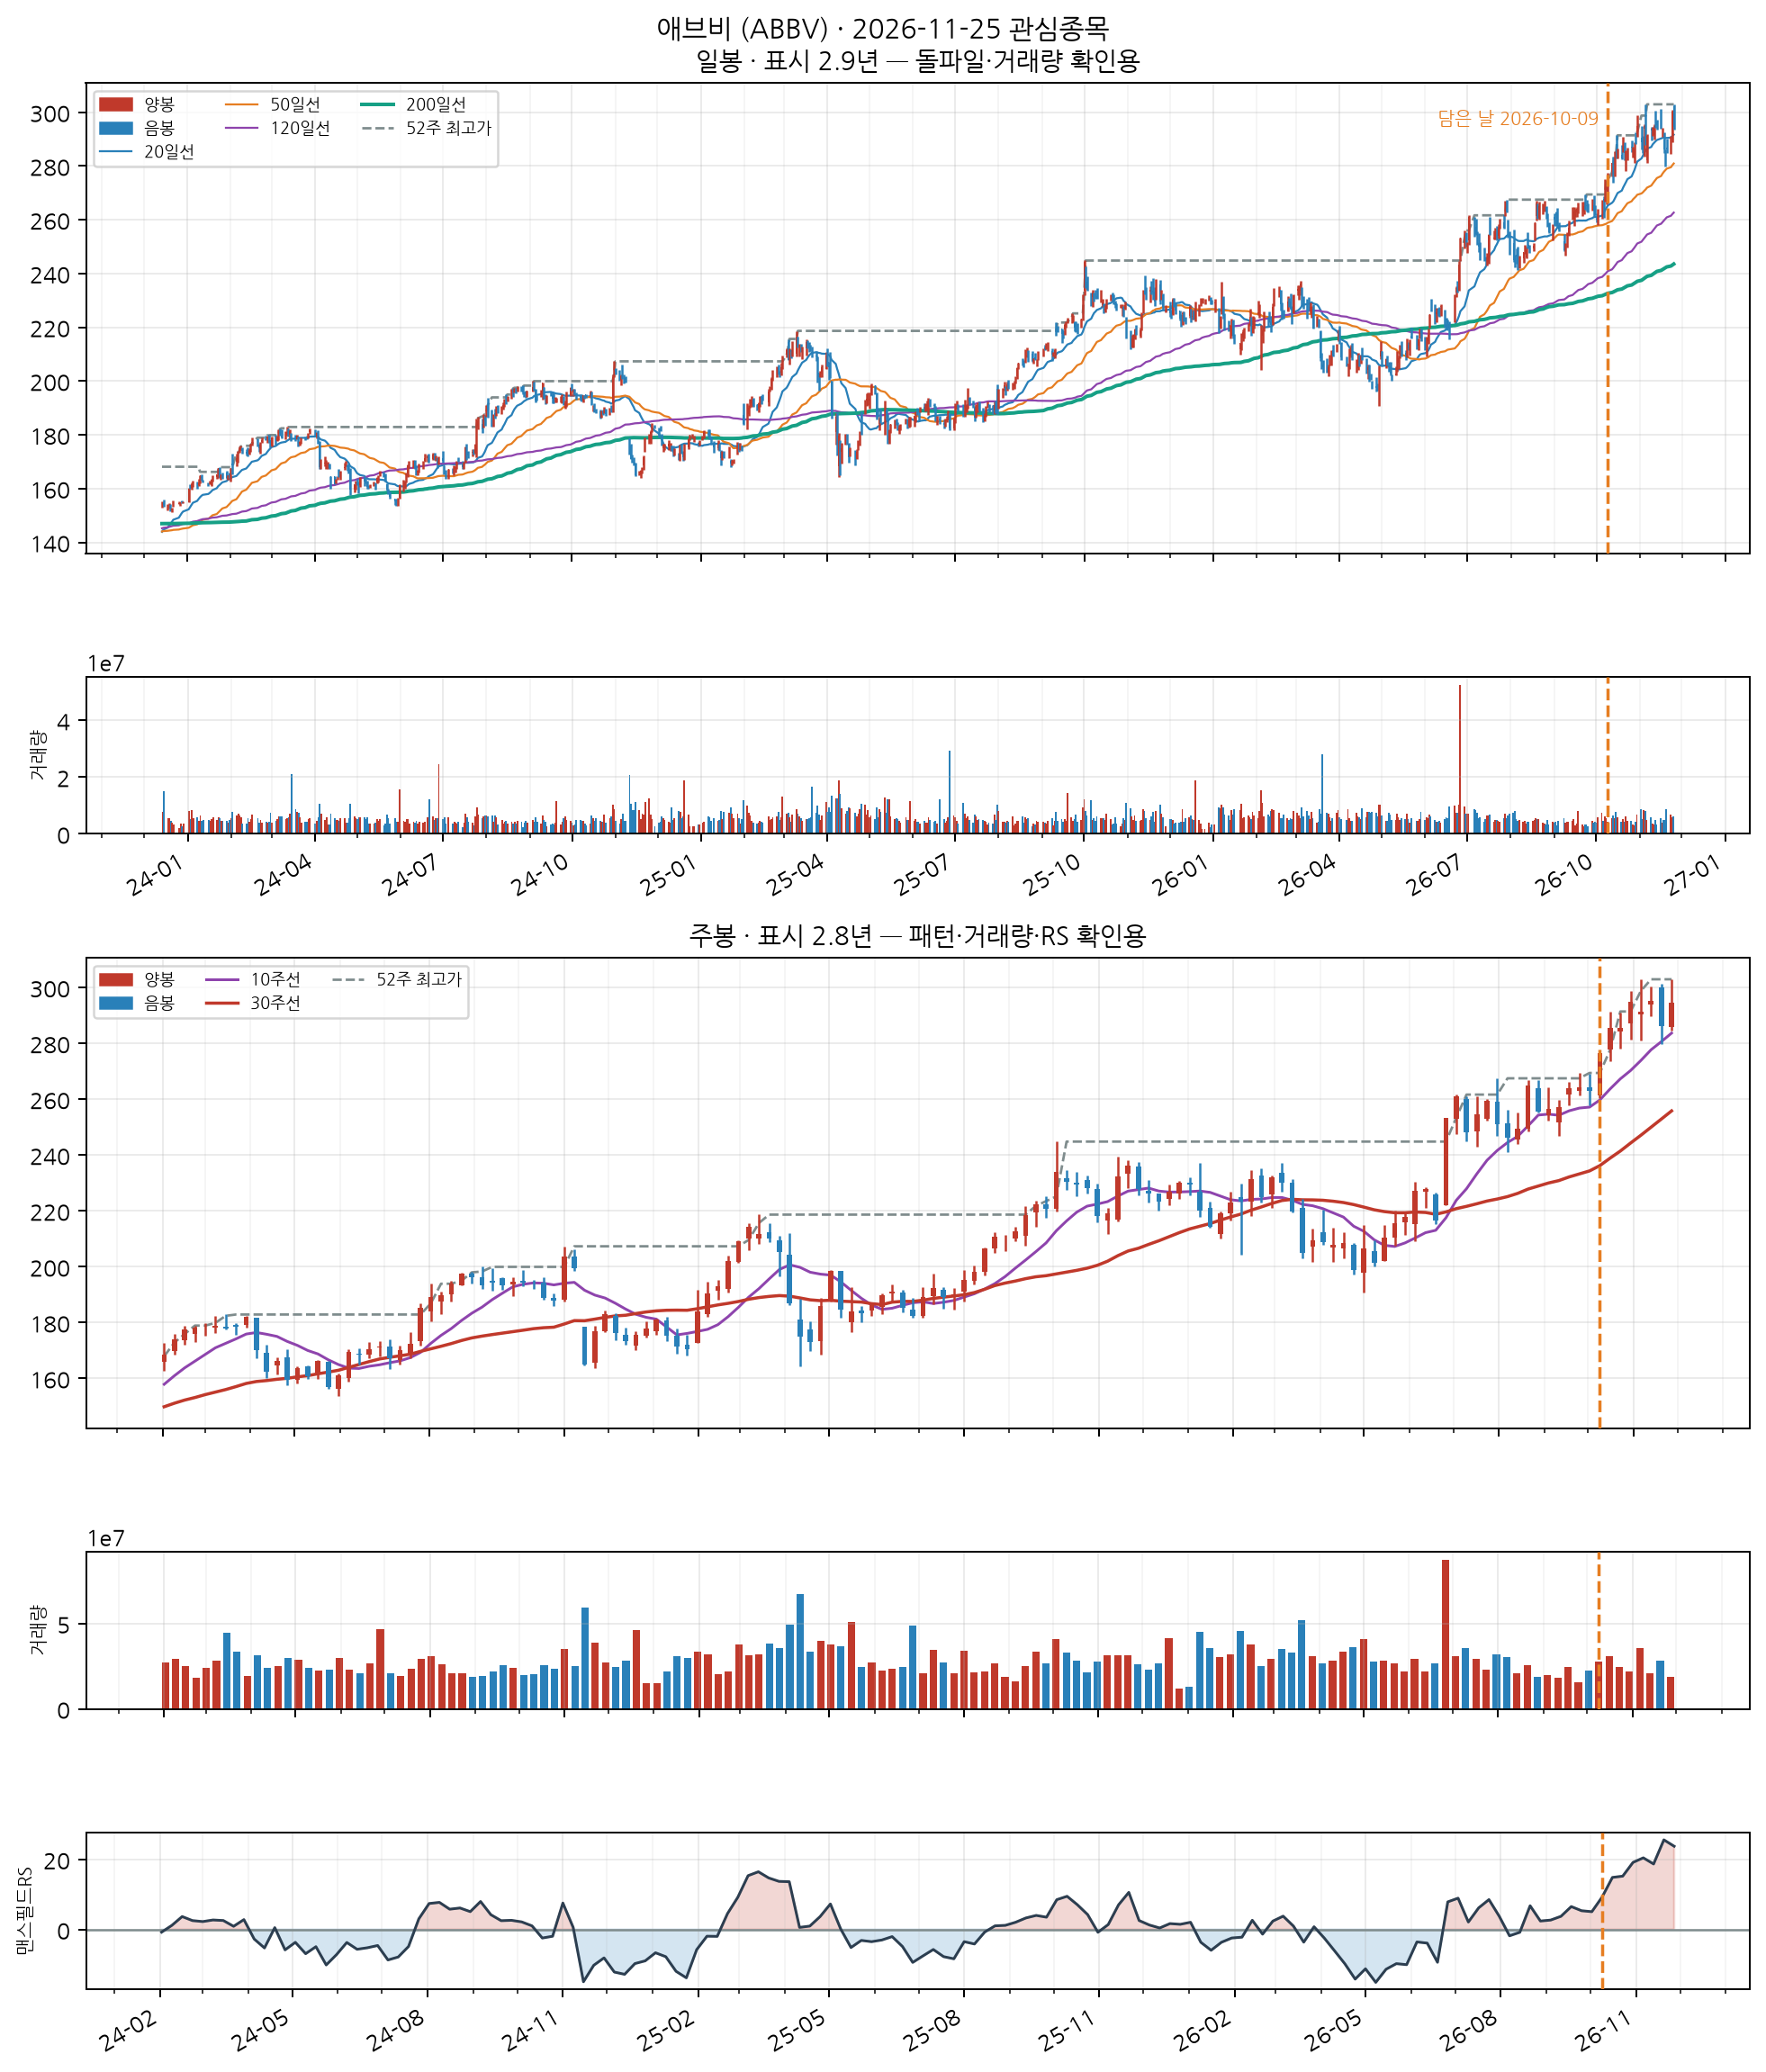 애브비 (ABBV) · 2026-11-25 관심종목
일봉 · 표시 2.9년 — 돌파일·거래량 확인용
양봉
음봉
20일선
50일선
120일선
200일선
52주 최고가
담은 날 2026-10-09
300
280
260
240
220
200
180
160
140
1e7
거래량
4
2
0
24-01
24-04
24-07
24-10
25-01
25-04
25-07
25-10
26-01
26-04
26-07
26-10
27-01
주봉 · 표시 2.8년 — 패턴·거래량·RS 확인용
양봉
음봉
10주선
30주선
52주 최고가
300
280
260
240
220
200
180
160
1e7
거래량
5
0
맨스필드RS
20
0
24-02
24-05
24-08
24-11
25-02
25-05
25-08
25-11
26-02
26-05
26-08
26-11